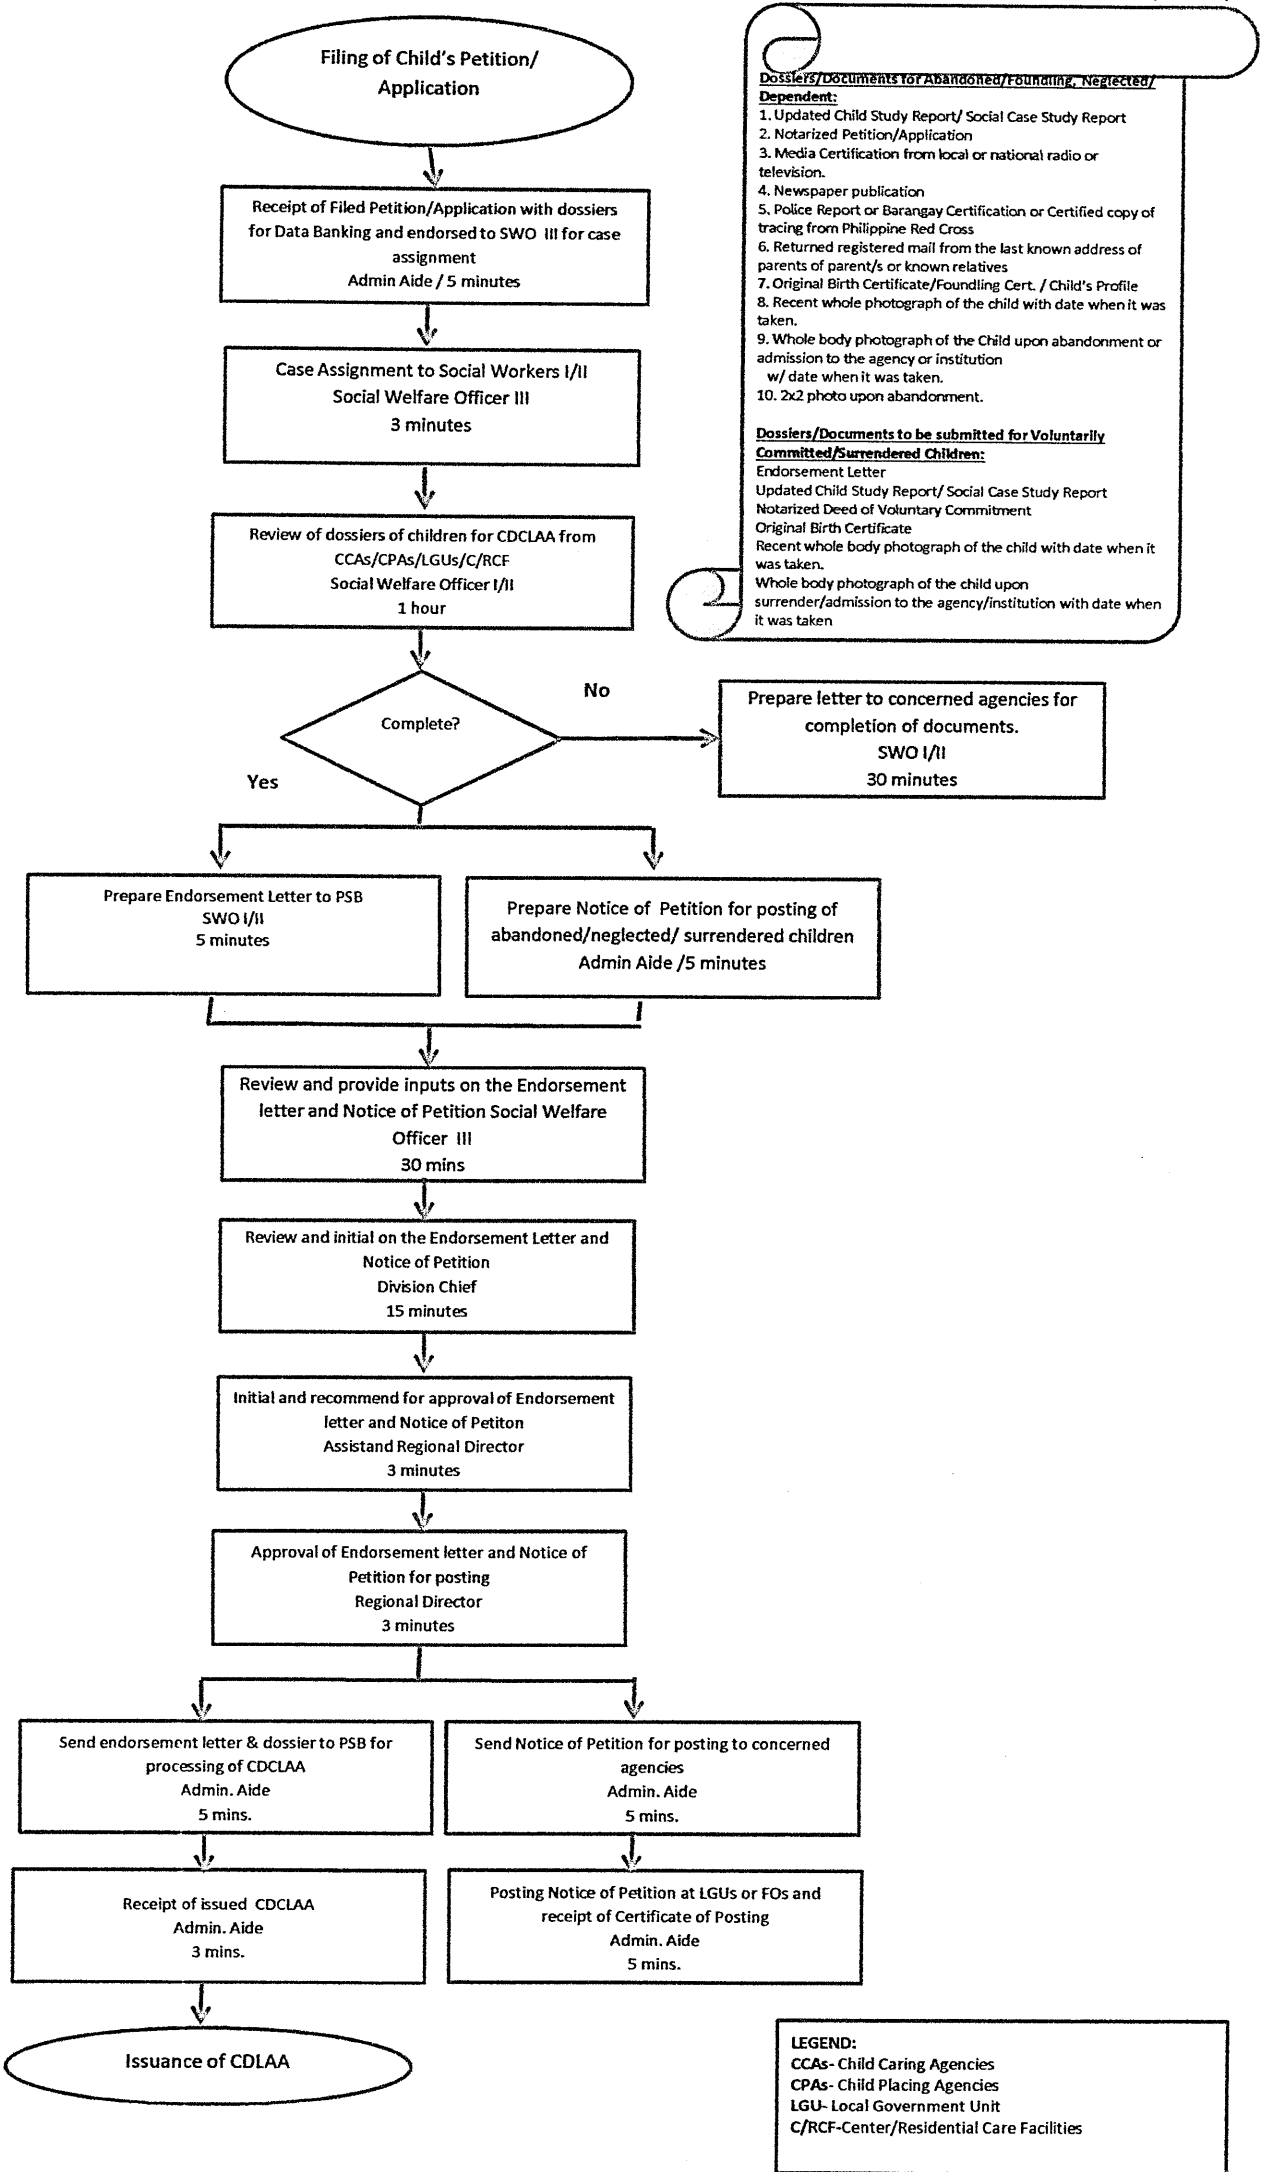 Filing of Child's Petition/
Application
Dossiers/Documents for Abandoned/Foundling, Neglected/
Dependent:
1. Updated Child Study Report/ Social Case Study Report
2. Notarized Petition/Application
3. Media Certification from local or national radio or
television.
4. Newspaper publication
5. Police Report or Barangay Certification or Certified copy of
tracing from Philippine Red Cross
6. Returned registered mail from the last known address of
parents of parent/s or known relatives
7. Original Birth Certificate/Foundling Cert. / Child's Profile
8. Recent whole photograph of the child with date when it was
taken.
9. Whole body photograph of the Child upon abandonment or
admission to the agency or institution
w/ date when it was taken.
10. 2x2 photo upon abandonment.
Dossiers/Documents to be submitted for Voluntarily
Committed/Surrendered Children:
Endorsement Letter
Updated Child Study Report/ Social Case Study Report
Notarized Deed of Voluntary Commitment
Original Birth Certificate
Recent whole body photograph of the child with date when it
was taken.
Whole body photograph of the child upon
surrender/admission to the agency/institution with date when
it was taken
Receipt of Filed Petition/Application with dossiers
for Data Banking and endorsed to SWO III for case
assignment
Admin Aide / 5 minutes
Case Assignment to Social Workers I/II
Social Welfare Officer III
3 minutes
Review of dossiers of children for CDCLAA from
CCAs/CPAs/LGUs/C/RCF
Social Welfare Officer I/II
1 hour
Complete?
No
Yes
Prepare letter to concerned agencies for
completion of documents.
SWO I/II
30 minutes
Prepare Endorsement Letter to PSB
SWO I/II
5 minutes
Prepare Notice of Petition for posting of
abandoned/neglected/ surrendered children
Admin Aide /5 minutes
Review and provide inputs on the Endorsement
letter and Notice of Petition Social Welfare
Officer III
30 mins
Review and initial on the Endorsement Letter and
Notice of Petition
Division Chief
15 minutes
Initial and recommend for approval of Endorsement
letter and Notice of Petiton
Assistand Regional Director
3 minutes
Approval of Endorsement letter and Notice of
Petition for posting
Regional Director
3 minutes
Send endorsement letter & dossier to PSB for
processing of CDCLAA
Admin. Aide
5 mins.
Send Notice of Petition for posting to concerned
agencies
Admin. Aide
5 mins.
Receipt of issued CDCLAA
Admin. Aide
3 mins.
Posting Notice of Petition at LGUs or FOs and
receipt of Certificate of Posting
Admin. Aide
5 mins.
Issuance of CDLAA
LEGEND:
CCAs- Child Caring Agencies
CPAs- Child Placing Agencies
LGU- Local Government Unit
C/RCF-Center/Residential Care Facilities